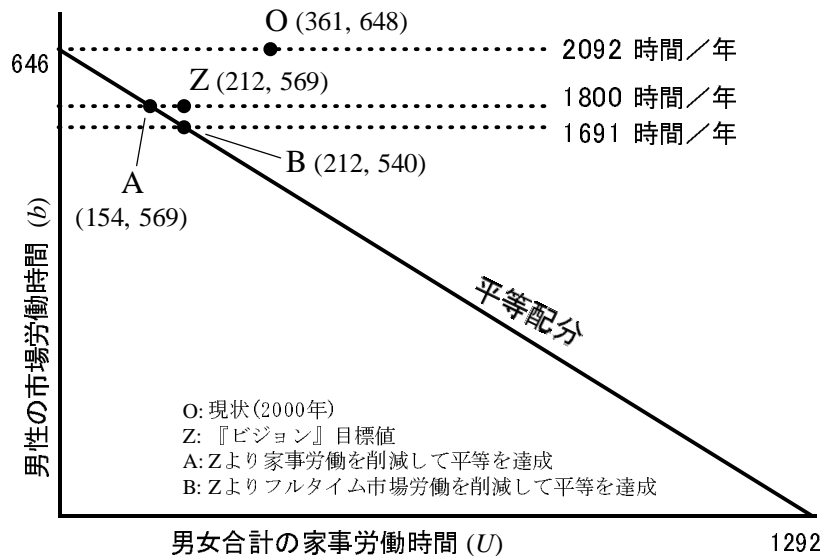 O (361, 648)
2092 時間／年
646
Z (212, 569)
1800 時間／年
1691 時間／年
B (212, 540)
A
(154, 569)
男性の市場労働時間 (b)
平等配分
O: 現状(2000年)
Z: 『ビジョン』目標値
A: Zより家事労働を削減して平等を達成
B: Zよりフルタイム市場労働を削減して平等を達成
男女合計の家事労働時間 (U)
1292